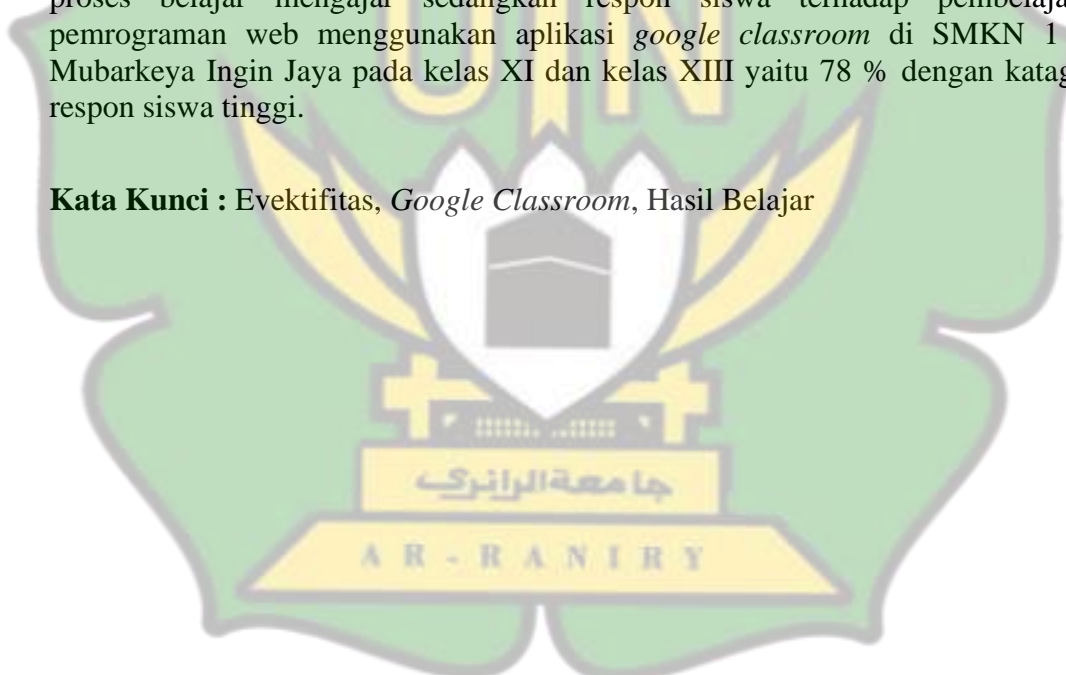 proses belajar mengajar sedangkan respon siswa terhadap pembelaja
pemrograman web menggunakan aplikasi google classroom di SMKN 1
Mubarkeya Ingin Jaya pada kelas XI dan kelas XIII yaitu 78 % dengan katag
respon siswa tinggi.
Kata Kunci : Evektifitas, Google Classroom, Hasil Belajar
UIN
جامعةالرانري
AR-RANIRY